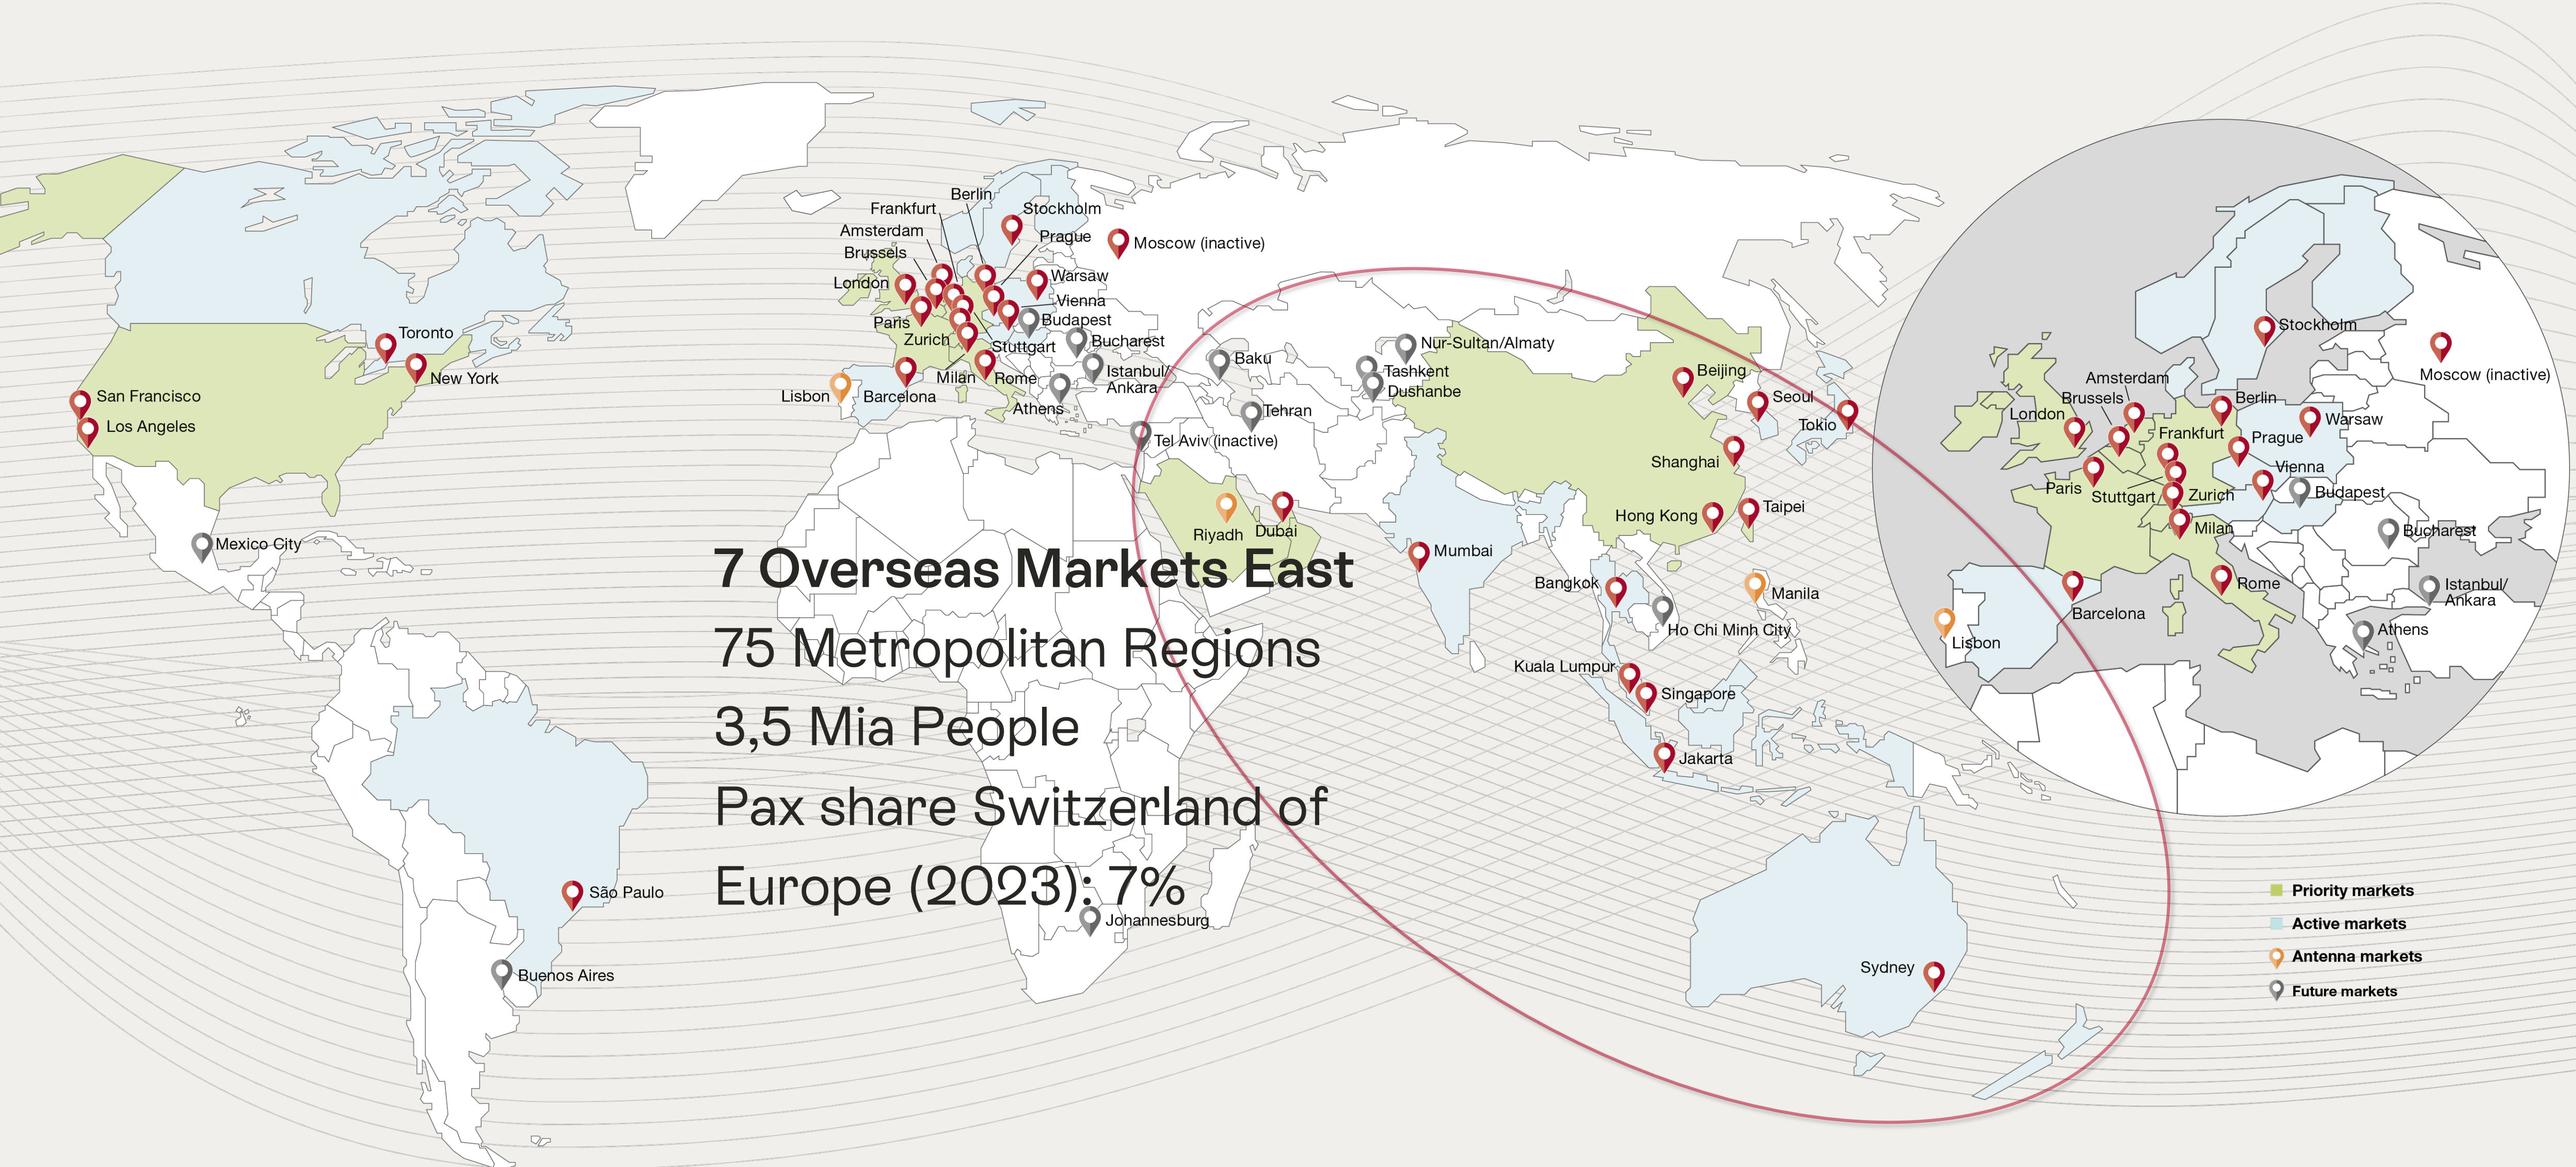 Berlin
Frankfurt
Stockholm
Amsterdam
Prague
Brussels
Moscow (inactive)
London
Warsaw
Vienna
Paris
Budapest
Zurich
Stuttgart
Bucharest
Milan
Rome
Istanbul/
Ankara
Lisbon
Barcelona
Athens
Toronto
New York
San Francisco
Los Angeles
Mexico City
São Paulo
Buenos Aires
Baku
Nur-Sultan/Almaty
Tashkent
Dushanbe
Tehran
Tel Aviv (inactive)
Beijing
Seoul
Tokio
Shanghai
Riyadh
Dubai
Hong Kong
Taipei
Mumbai
Bangkok
Manila
Ho Chi Minh City
Kuala Lumpur
Singapore
Jakarta
Sydney
Johannesburg
7 Overseas Markets East
75 Metropolitan Regions
3,5 Mia People
Pax share Switzerland of
Europe (2023): 7%
Stockholm
Moscow (inactive)
Amsterdam
Brussels
Berlin
London
Warsaw
Frankfurt
Prague
Vienna
Paris
Stuttgart
Zurich
Budapest
Milan
Bucharest
Rome
Istanbul/
Ankara
Barcelona
Athens
Lisbon
Priority markets
Active markets
Antenna markets
Future markets